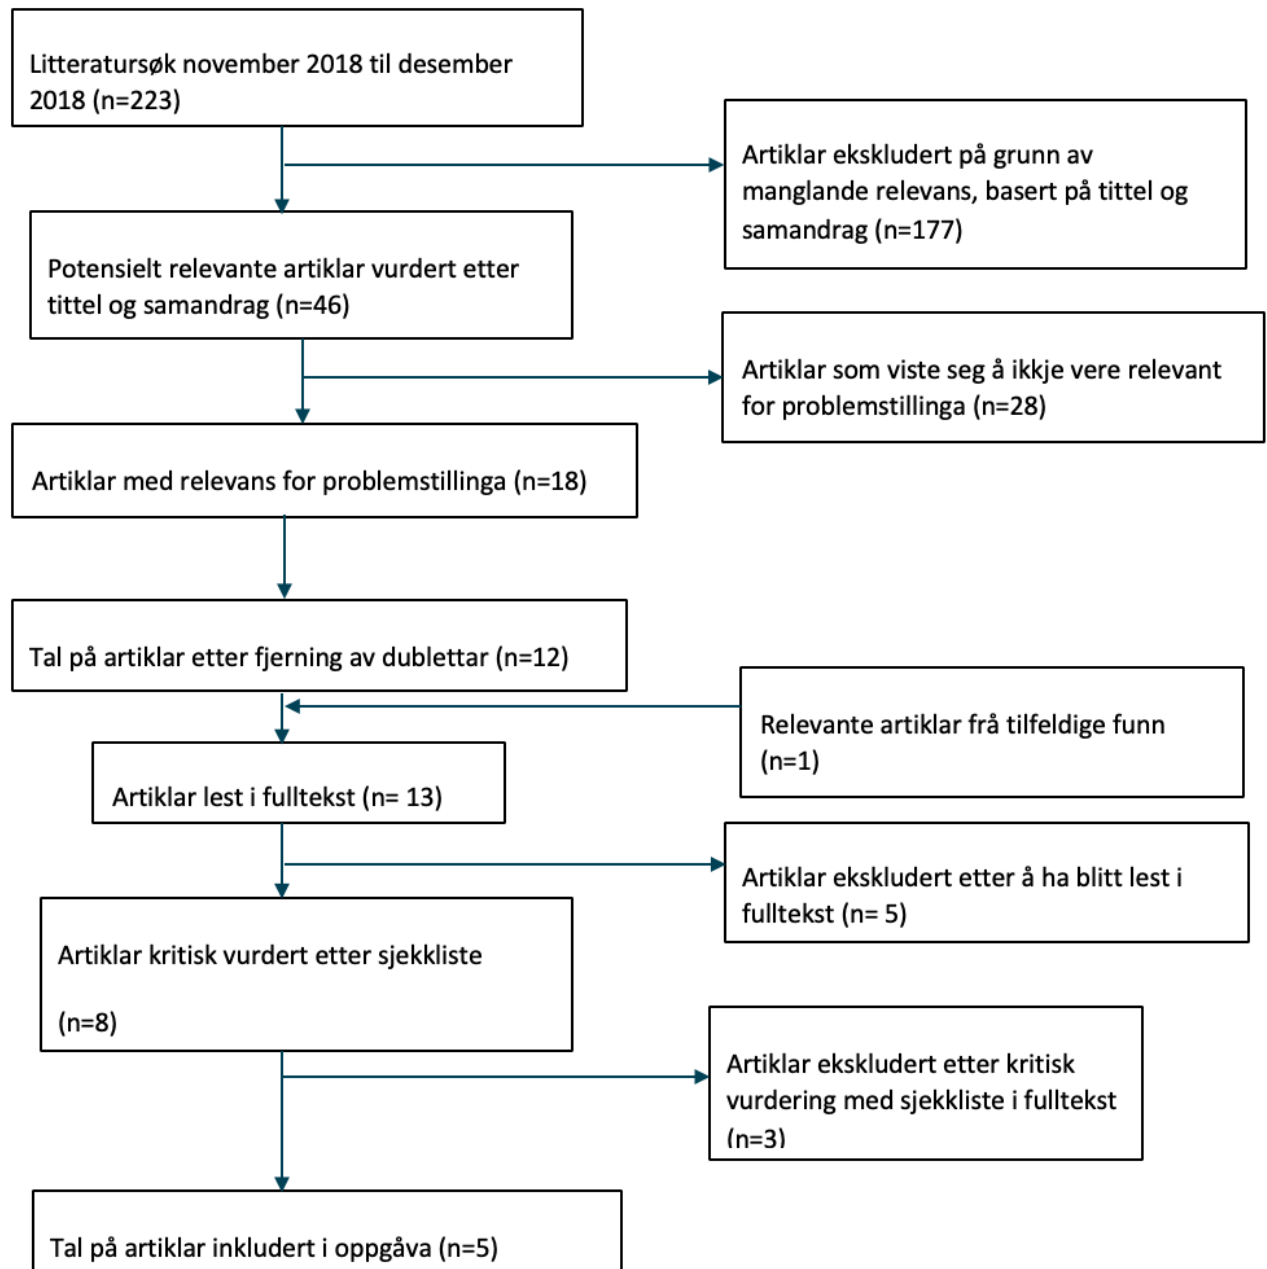 Litteratursøk november 2018 til desember
2018 (n=223)
Artiklar ekskludert på grunn av
manglande relevans, basert på tittel og
samandrag (n=177)
Potensielt relevante artiklar vurdert etter
tittel og samandrag (n=46)
Artiklar som viste seg å ikkje vere relevant
for problemstillinga (n=28)
Artiklar med relevans for problemstillinga (n=18)
Tal på artiklar etter fjerning av dublettar (n=12)
Relevante artiklar frå tilfeldige funn
(n=1)
Artiklar lest i fulltekst (n= 13)
Artiklar ekskludert etter å ha blitt lest i
fulltekst (n= 5)
Artiklar kritisk vurdert etter sjekkliste
(n=8)
Artiklar ekskludert etter kritisk
vurdering med sjekkliste i fulltekst
(n=3)
Tal på artiklar inkludert i oppgåva (n=5)